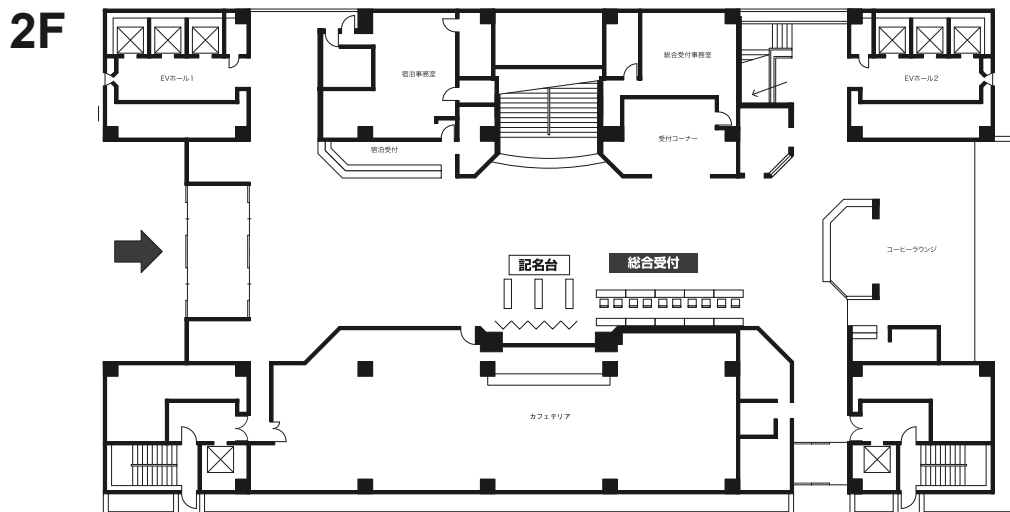 2F
EVホール1
宿泊事務室
総合受付事務室
EVホール2
宿泊受付
受付コーナー
コーヒーラウンジ
記名台
総合受付
カフェテリア